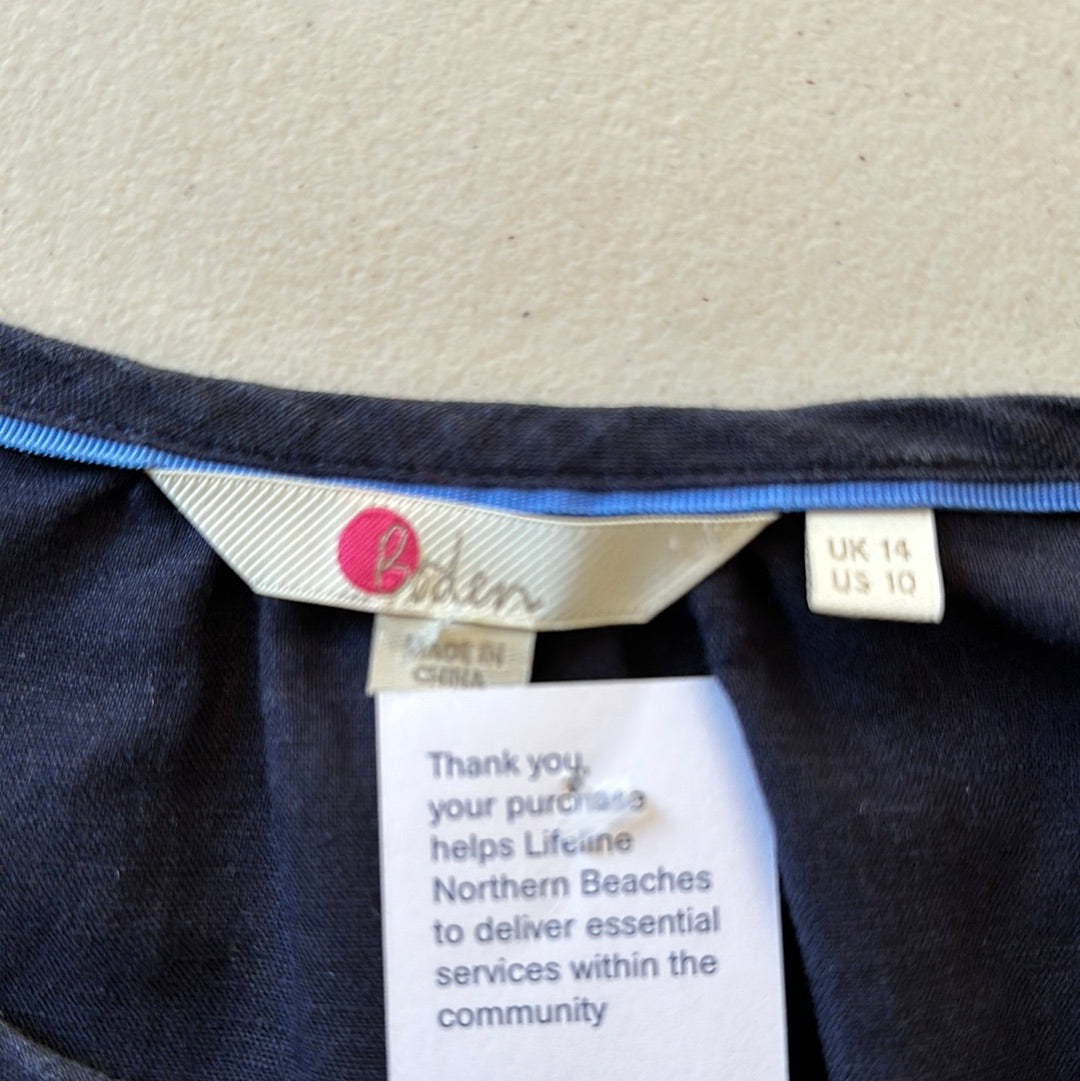 Boden
UK 14
US 10
MADE IN
CHINA
Thank you,
your purchase
helps Lifeline
Northern Beaches
to deliver essential
services within the
community